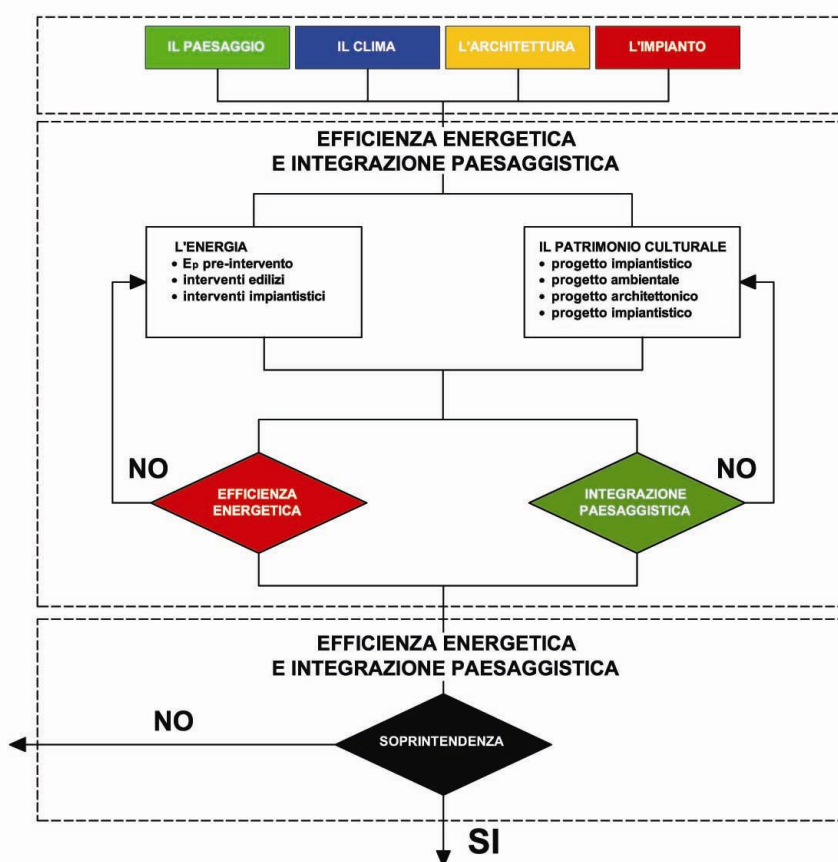 IL PAESAGGIO
IL CLIMA
L'ARCHITETTURA
L'IMPIANTO
EFFICIENZA ENERGETICA
E INTEGRAZIONE PAESAGGISTICA
L'ENERGIA
• EP pre-intervento
• interventi edilizi
• interventi impiantistici
IL PATRIMONIO CULTURALE
• progetto impiantistico
• progetto ambientale
• progetto architettonico
• progetto impiantistico
NO
NO
EFFICIENZA
ENERGETICA
INTEGRAZIONE
PAESAGGISTICA
EFFICIENZA ENERGETICA
E INTEGRAZIONE PAESAGGISTICA
NO
SOPRINTENDENZA
SI